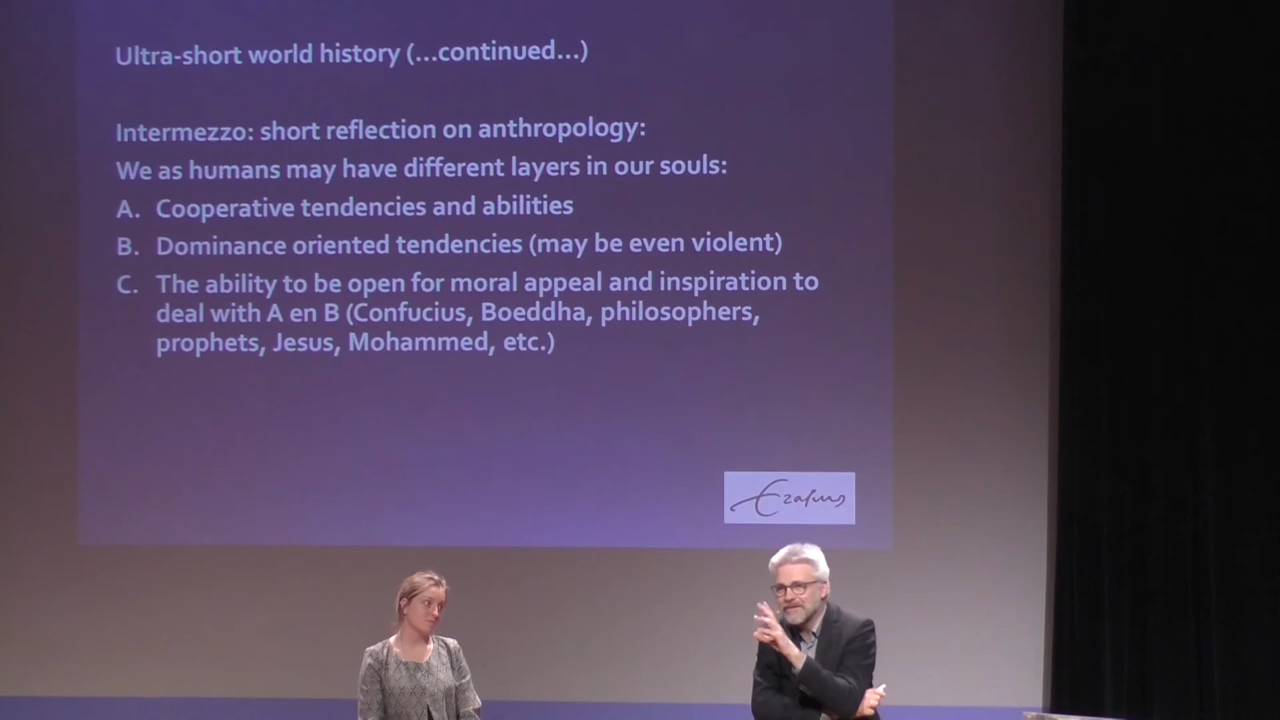 Ultra-short world history (...continued...)
Intermezzo: short reflection on anthropology:
We as humans may have different layers in our souls:
A. Cooperative tendencies and abilities
B. Dominance oriented tendencies (may be even violent)
C. The ability to be open for moral appeal and inspiration to
deal with A en B (Confucius, Boeddha, philosophers,
prophets, Jesus, Mohammed, etc.)
Erasmus